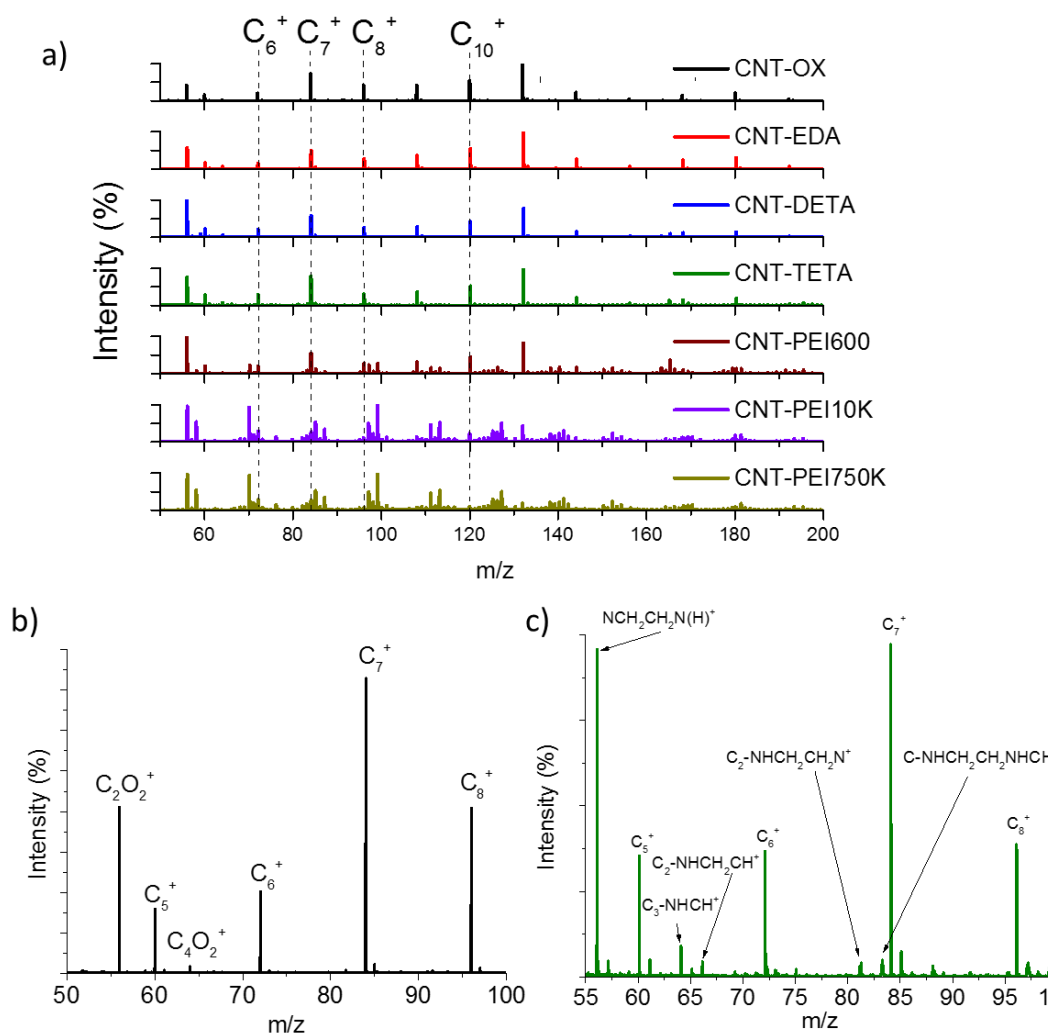 a)
C₆⁺ C₇⁺ C₈⁺ C₁₀⁺
CNT-OX
CNT-EDA
CNT-DETA
CNT-TETA
CNT-PEI600
CNT-PEI10K
CNT-PEI750K
Intensity (%)
60 80 100 120 140 160 180 200
m/z
b)
C₇⁺
C₂O₂⁺
C₈⁺
C₆⁺
C₅⁺
C₄O₂⁺
Intensity (%)
50 60 70 80 90 100
m/z
c)
NCH₂CH₂N(H)⁺
C₇⁺
C₂-NHCH₂CH₂N⁺
C-NHCH₂CH₂NHCH
C₅⁺
C₆⁺
C₈⁺
C₂-NHCH₂CH⁺
C₃-NHCH⁺
Intensity (%)
55 60 65 70 75 80 85 90 95
m/z